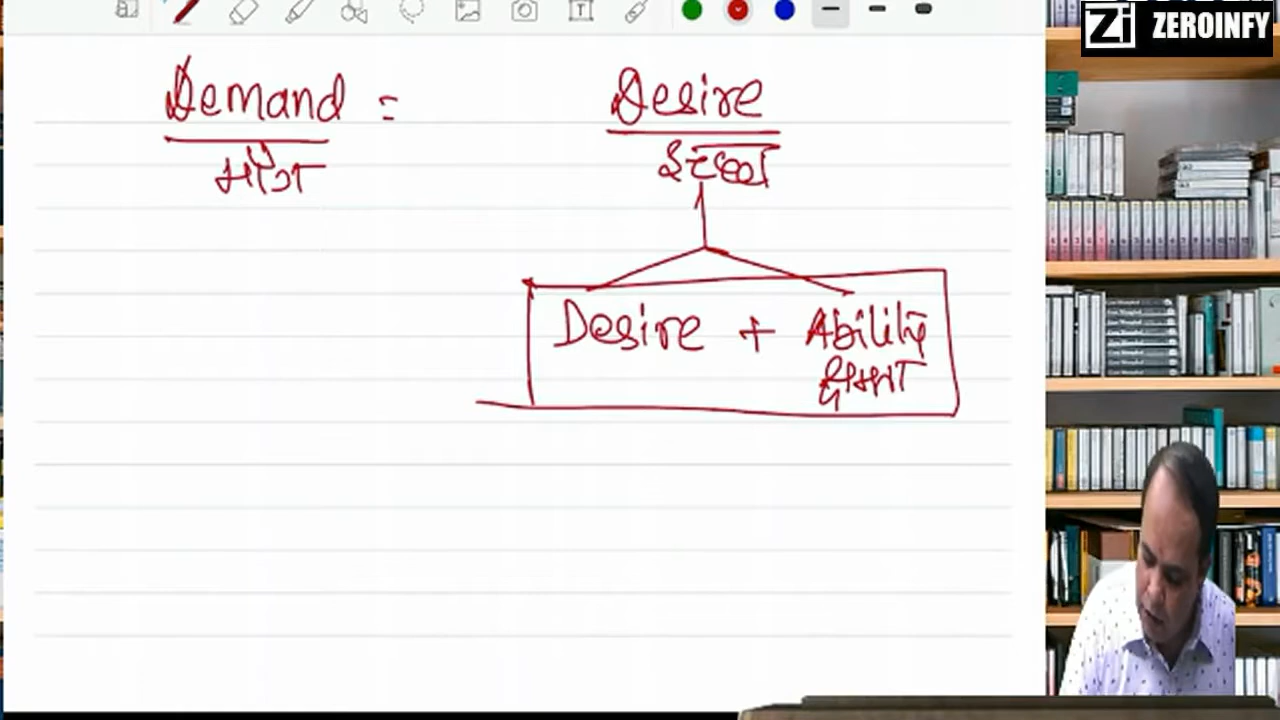 ZEROINFY
Demand = Desire
मांग इच्छा
Desire + Ability
क्षमता